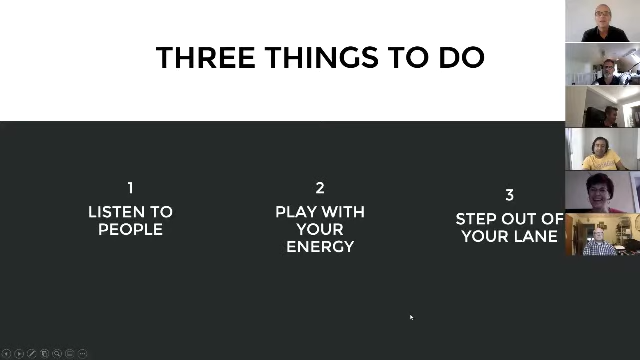 THREE THINGS TO DO
1
LISTEN TO
PEOPLE
2
PLAY WITH
YOUR
ENERGY
3
STEP OUT OF
YOUR LANE